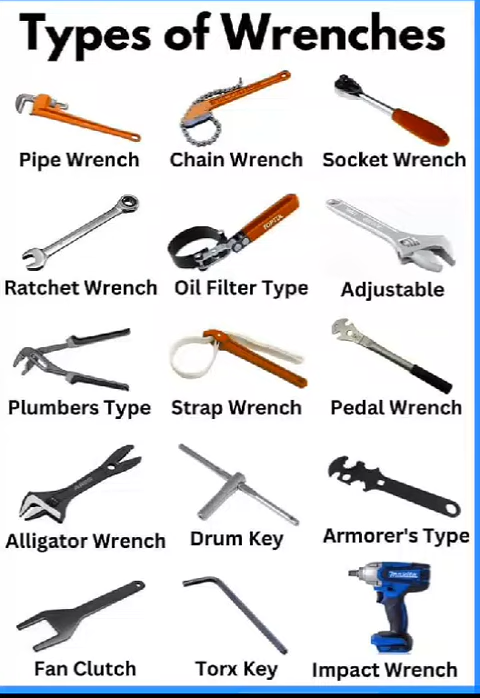 Types of Wrenches
Pipe Wrench
Chain Wrench
Socket Wrench
Ratchet Wrench
Oil Filter Type
Adjustable
Plumbers Type
Strap Wrench
Pedal Wrench
Alligator Wrench
Drum Key
Armorer's Type
Fan Clutch
Torx Key
Impact Wrench